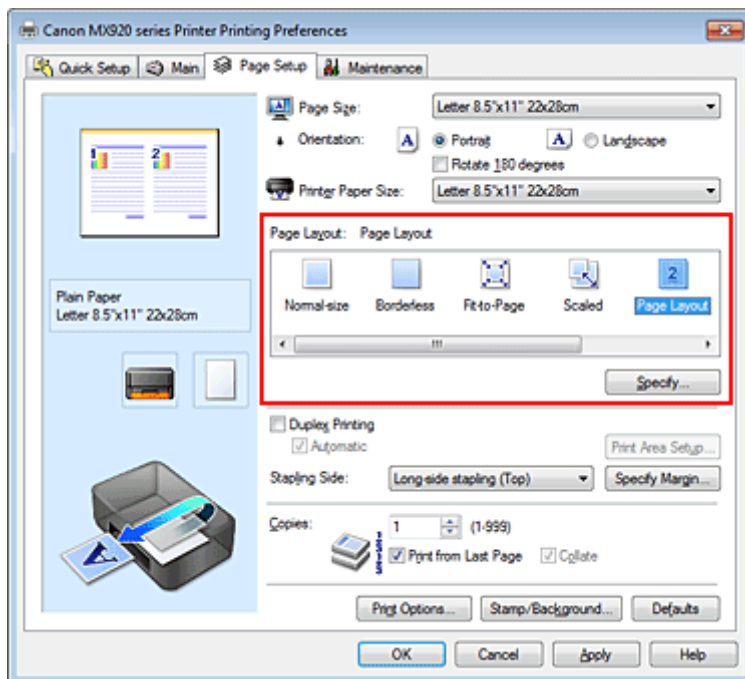 Canon MX920 series Printer Printing Preferences
Quick Setup Main Page Setup Maintenance
Page Size: Letter 8.5"x11" 22x28cm
Orientation: A Portrait A Landscape
Rotate 180 degrees
Printer Paper Size: Letter 8.5"x11" 22x28cm
1 2
Page Layout: Page Layout
2
Normal-size Borderless Fit-to-Page Scaled Page Layout
Plain Paper
Letter 8.5"x11" 22x28cm
Specify...
Duplex Printing
Automatic Print Area Setup...
Stapling Side: Long-side stapling (Top) Specify Margin...
Copies: 1 (1-999)
Print from Last Page Collate
A
Print Options... Stamp/Background... Defaults
OK Cancel Apply Help